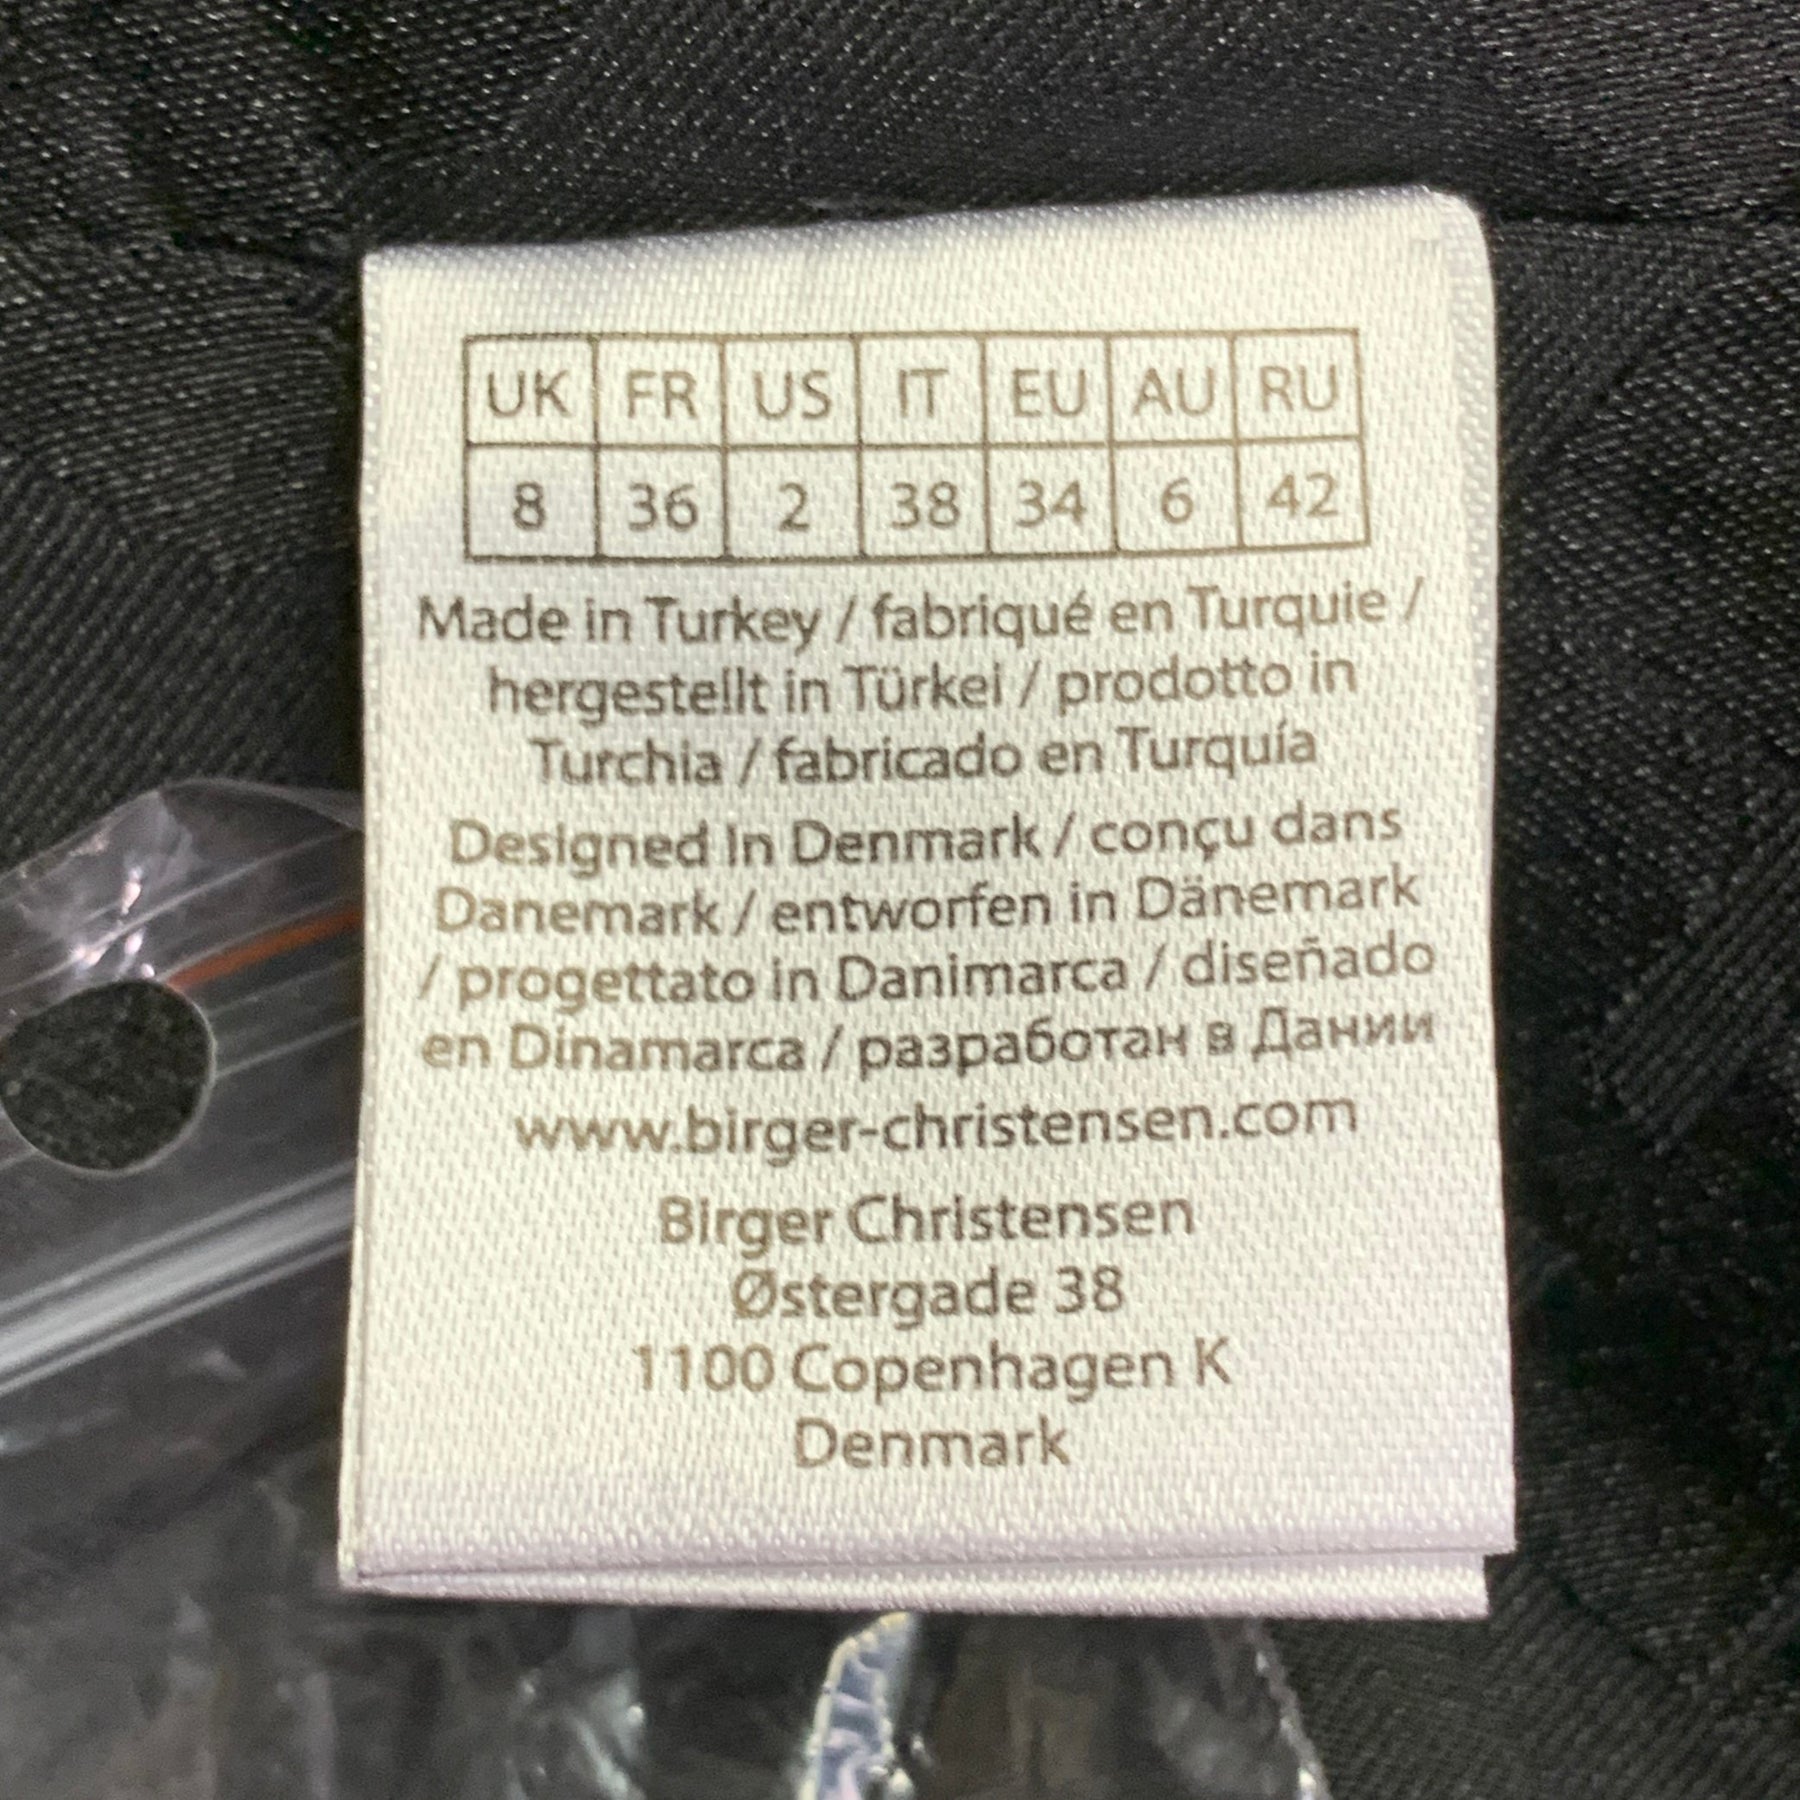 UK FR US IT EU AU RU
8 36 2 38 34 6 42
Made in Turkey / fabriqué en Turquie /
hergestellt in Türkei / prodotto in
Turchia / fabricado en Turquía
Designed In Denmark / conçu dans
Danemark / entworfen in Dänemark
/ progettato in Danimarca / diseñado
en Dinamarca / разработан в Дании
www.birger-christensen.com
Birger Christensen
Østergade 38
1100 Copenhagen K
Denmark